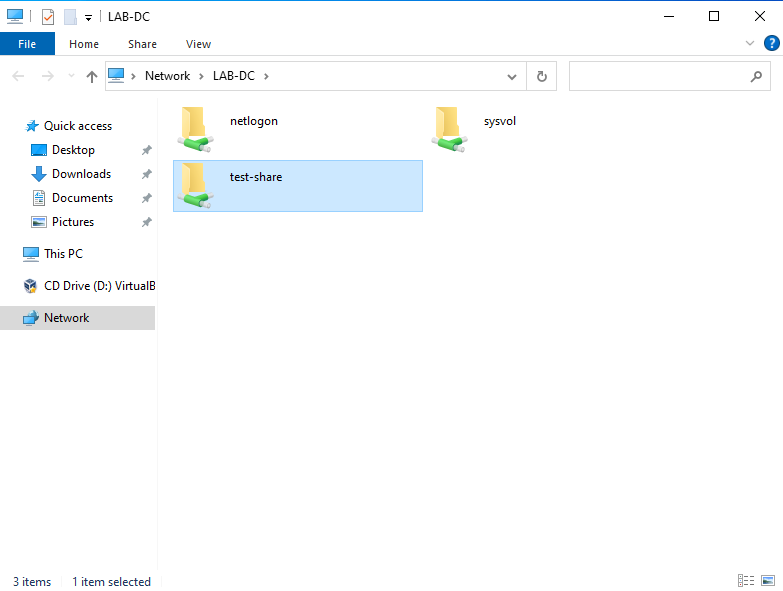 LAB-DC
File Home Share View
Network LAB-DC
Quick access
Desktop
Downloads
Documents
Pictures
This PC
CD Drive (D:) VirtualB
Network
netlogon sysvol
test-share
3 items 1 item selected